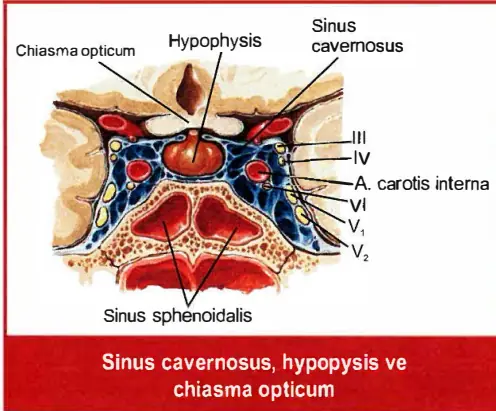 Chiasma opticum
Hypophysis
Sinus
cavernosus
III
IV
A. carotis interna
VI
V₁
V₂
Sinus sphenoidalis
Sinus cavernosus, hypopysis ve
chiasma opticum